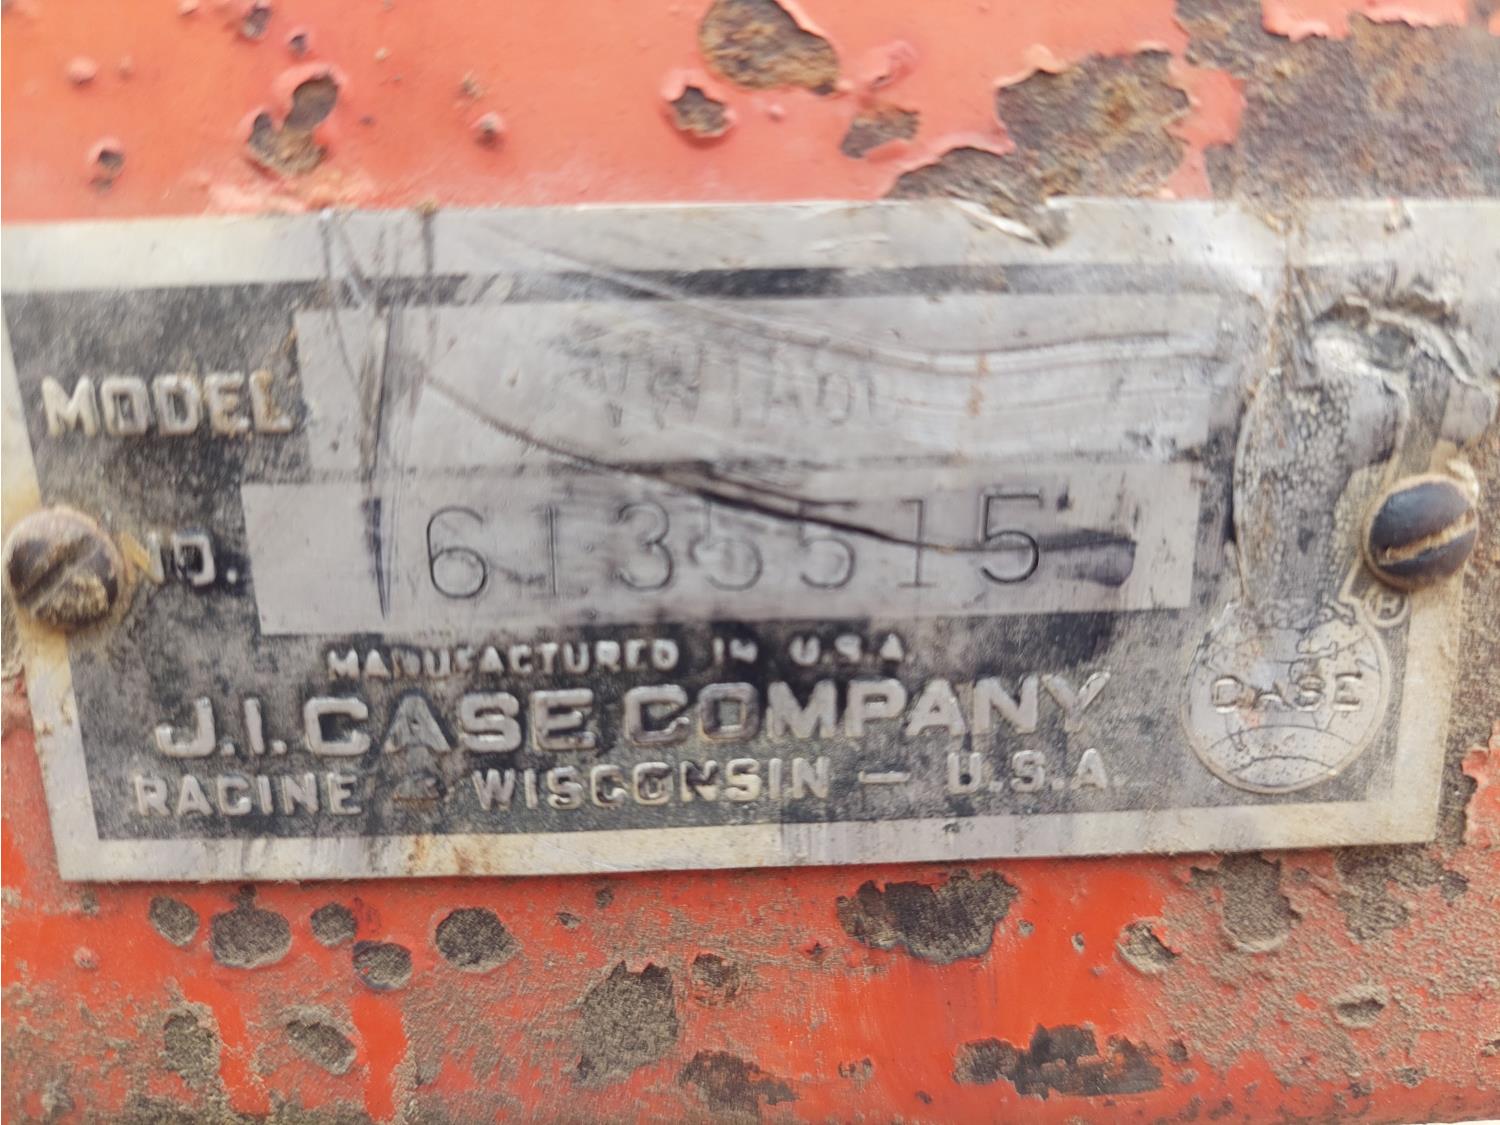 MODEL
NO. 6135515
MANUFACTURED IN U.S.A.
J.I. CASE COMPANY
RACINE — WISCONSIN — U.S.A.
CASE ®